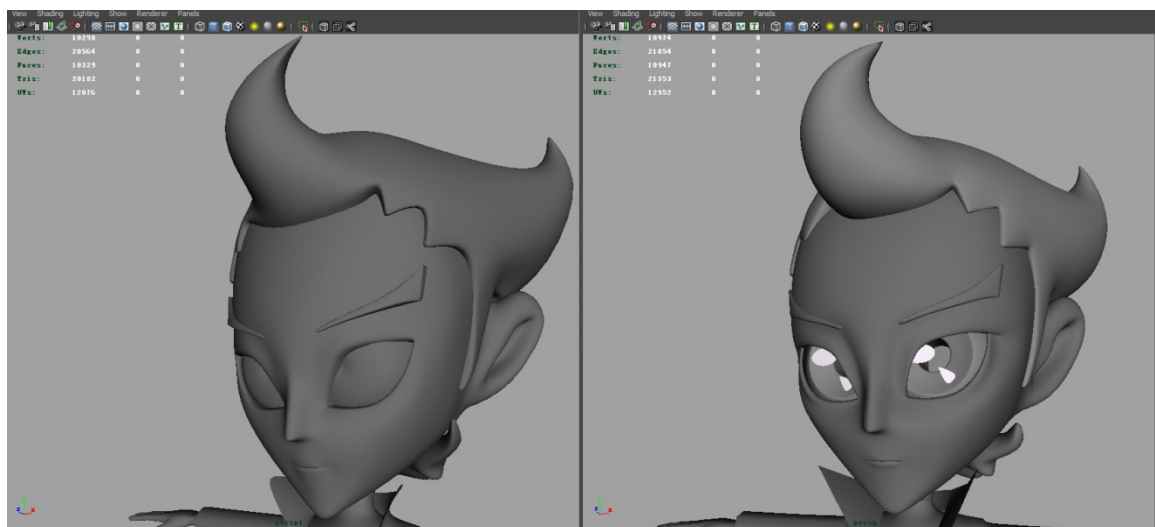 View Shading Lighting Show Renderer Panels
Verts: 10298 0 0
Edges: 20564 0 0
Faces: 10329 0 0
Tris: 20182 0 0
UVs: 12076 0 0
persp1
View Shading Lighting Show Renderer Panels
Verts: 10974 0 0
Edges: 21854 0 0
Faces: 10947 0 0
Tris: 21353 0 0
UVs: 12952 0 0
persp